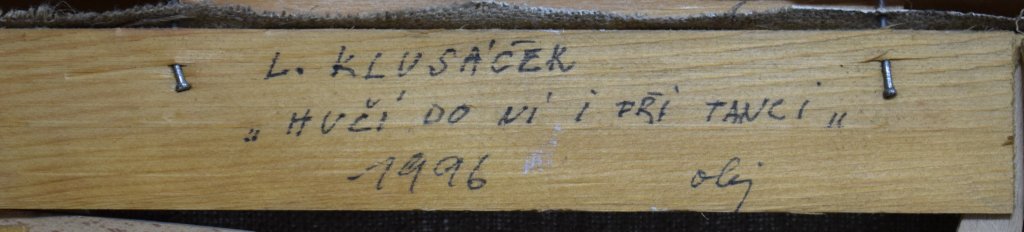 L. KLUSÁČEK
„HUČÍ DO NÍ I PŘI TANCI„
1996 olej